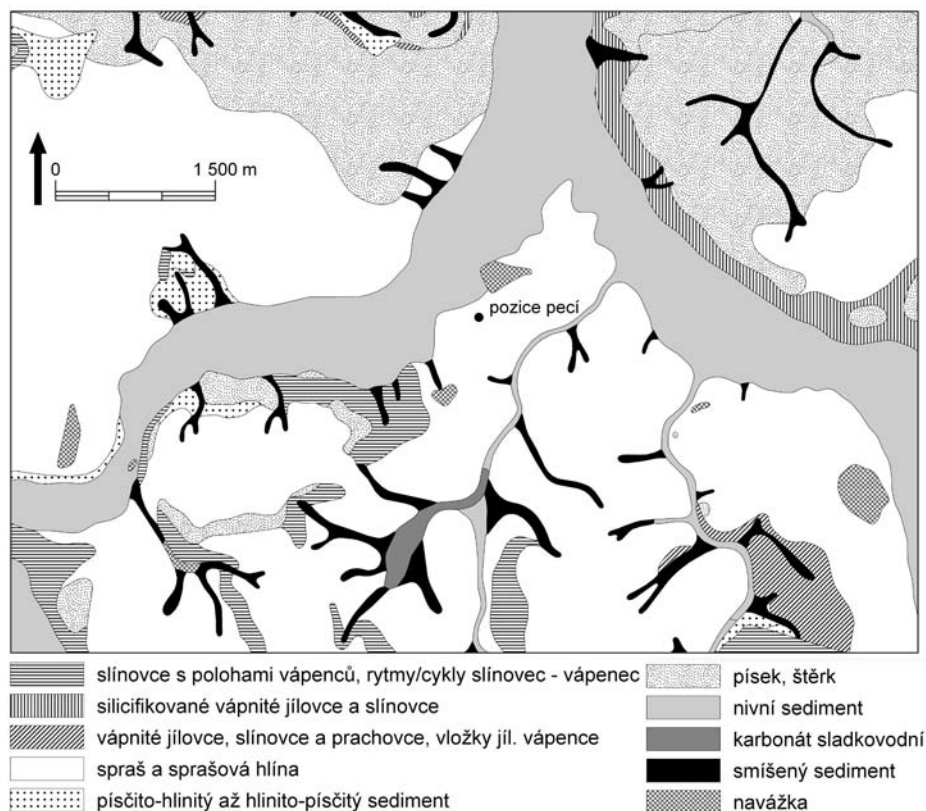 0 1 500 m
pozice pecí
slínovce s polohami vápenců, rytmy/cykly slínovec - vápenec
silicifikované vápnité jílovce a slínovce
vápnité jílovce, slínovce a prachovce, vložky jíl. vápence
spraš a sprašová hlína
písčito-hlinitý až hlinito-písčitý sediment
písek, štěrk
nivní sediment
karbonát sladkovodní
smíšený sediment
navážka